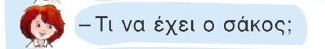 – Τι να έχει ο σάκος;